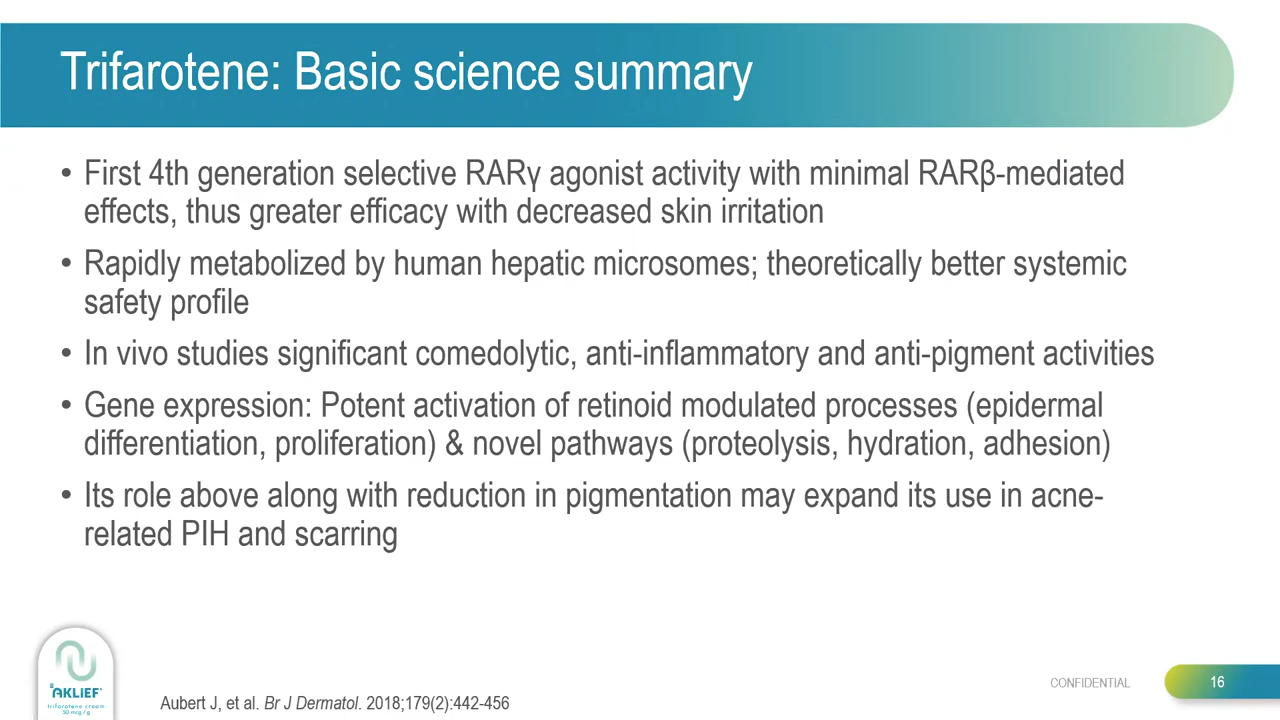 Trifarotene: Basic science summary
• First 4th generation selective RARγ agonist activity with minimal RARβ-mediated
effects, thus greater efficacy with decreased skin irritation
• Rapidly metabolized by human hepatic microsomes; theoretically better systemic
safety profile
• In vivo studies significant comedolytic, anti-inflammatory and anti-pigment activities
• Gene expression: Potent activation of retinoid modulated processes (epidermal
differentiation, proliferation) & novel pathways (proteolysis, hydration, adhesion)
• Its role above along with reduction in pigmentation may expand its use in acne-
related PIH and scarring
AKLIEF
trifarotene cream
50 mcg/g
Aubert J, et al. Br J Dermatol. 2018;179(2):442-456
CONFIDENTIAL
16